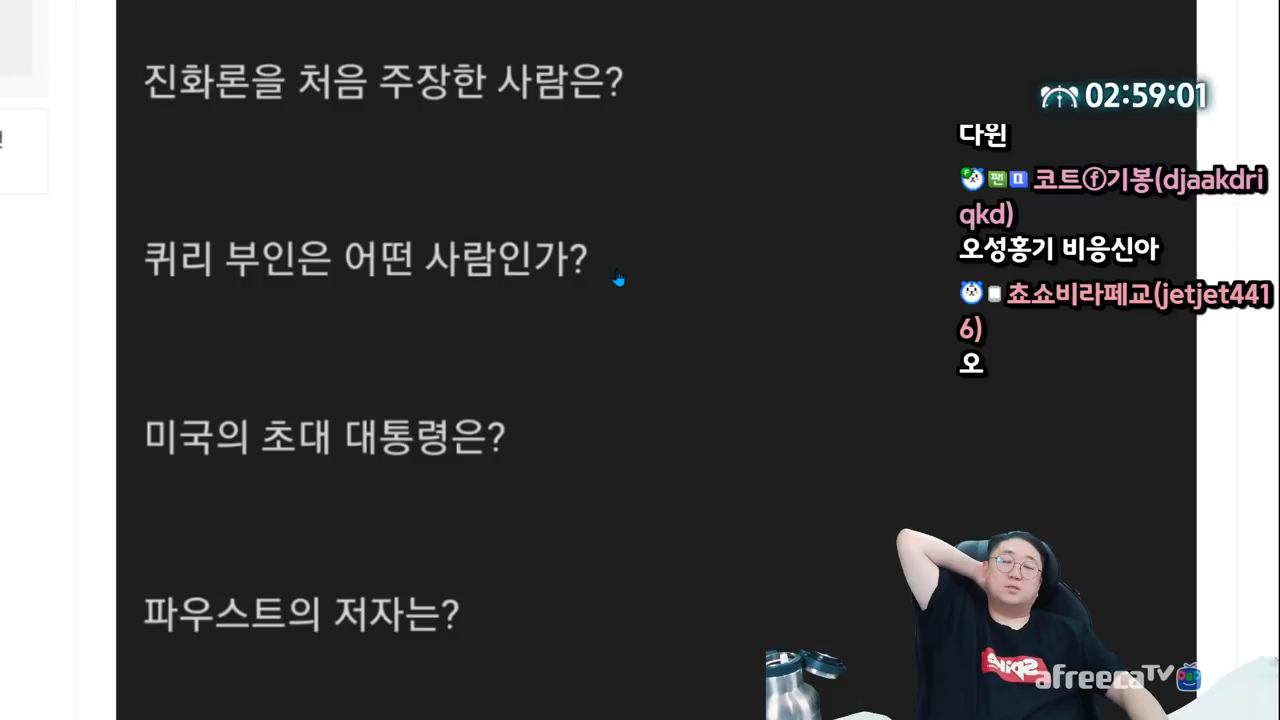 진화론을 처음 주장한 사람은?
02:59:01
다윈
팬 코트ⓕ기봉(djaakdri
qkd)
퀴리 부인은 어떤 사람인가?
오성홍기 비응신아
쵸쇼비라폐교(jetjet441
6)
오
미국의 초대 대통령은?
파우스트의 저자는?
afreecaTV